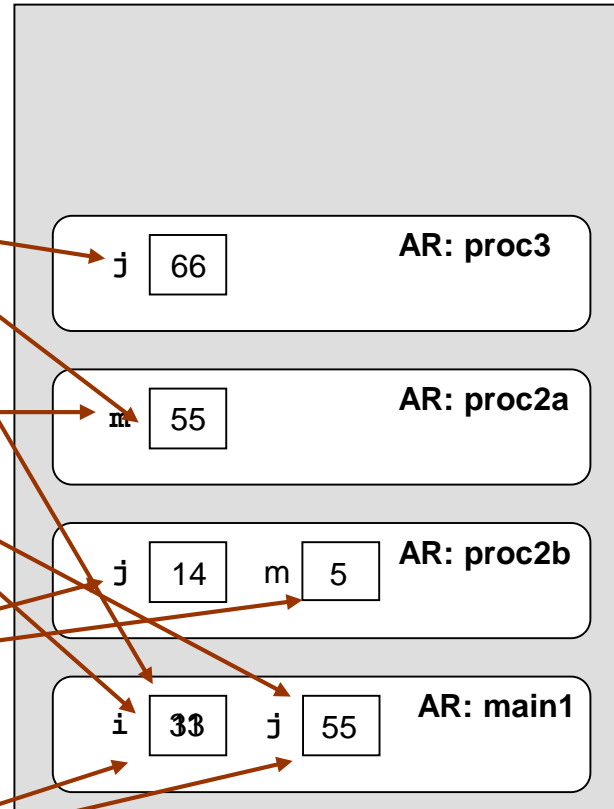 AR: proc3
j 66
AR: proc2a
m 55
AR: proc2b
j 14 m 5
AR: main1
i j 55